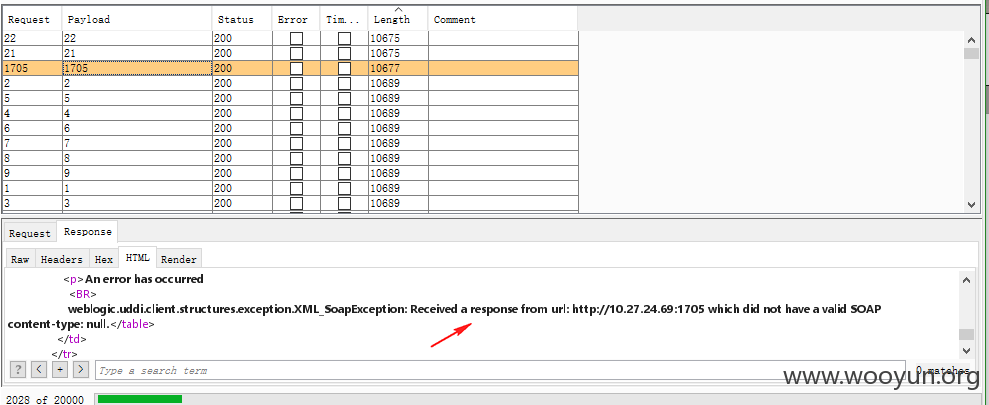 Request Payload Status Error Tim... Length Comment
22 22 200 10675
21 21 200 10675
1705 1705 200 10677
2 2 200 10689
5 5 200 10689
4 4 200 10689
6 6 200 10689
7 7 200 10689
8 8 200 10689
9 9 200 10689
1 1 200 10689
3 3 200 10689
Request Response
Raw Headers Hex HTML Render
<p>An error has occurred
<BR>
weblogic.uddi.client.structures.exception.XML_SoapException: Received a response from url: http://10.27.24.69:1705 which did not have a valid SOAP
content-type: null.</table>
</td>
</tr>
? < + > Type a search term 0 matches
www.wooyun.org
2028 of 20000